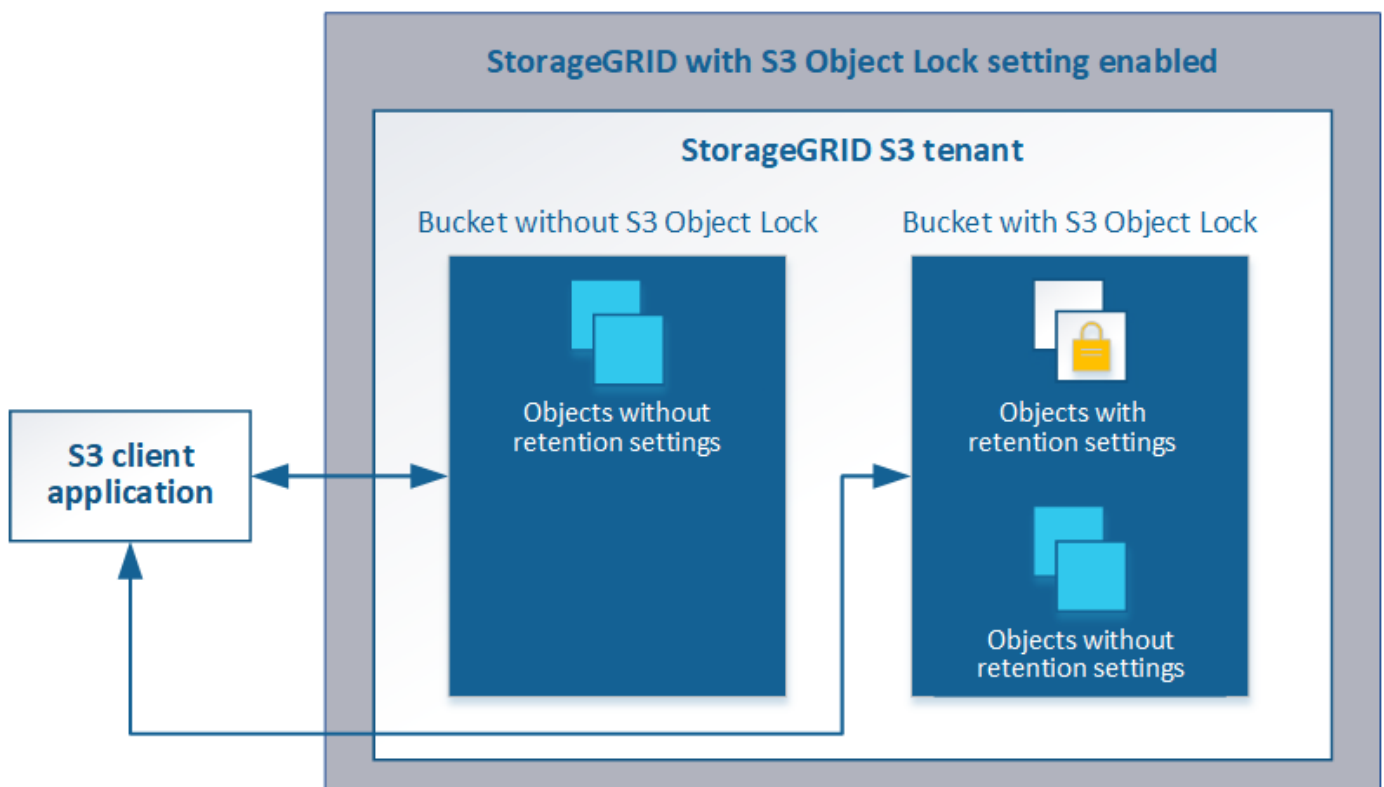 StorageGRID with S3 Object Lock setting enabled
StorageGRID S3 tenant
Bucket without S3 Object Lock
Bucket with S3 Object Lock
Objects without
retention settings
Objects with
retention settings
S3 client
application
Objects without
retention settings